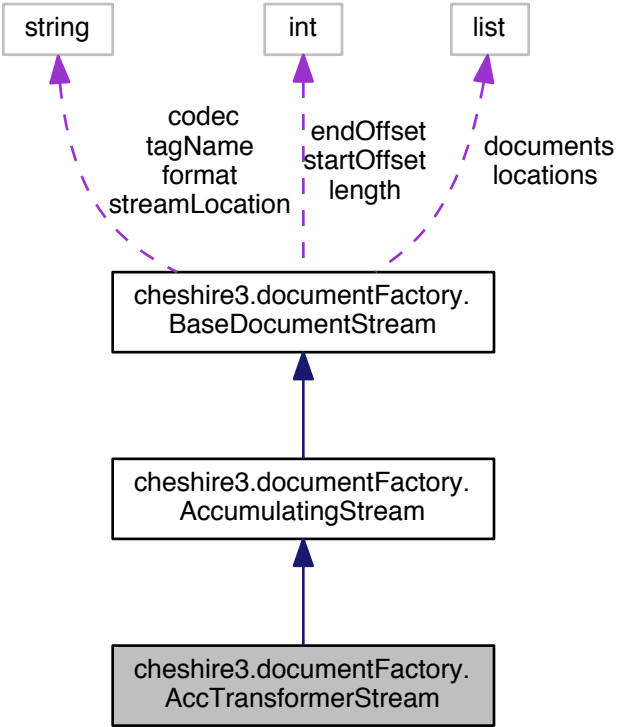 string
int
list
codec
tagName
format
streamLocation
endOffset
startOffset
length
documents
locations
cheshire3.documentFactory.
BaseDocumentStream
cheshire3.documentFactory.
AccumulatingStream
cheshire3.documentFactory.
AccTransformerStream